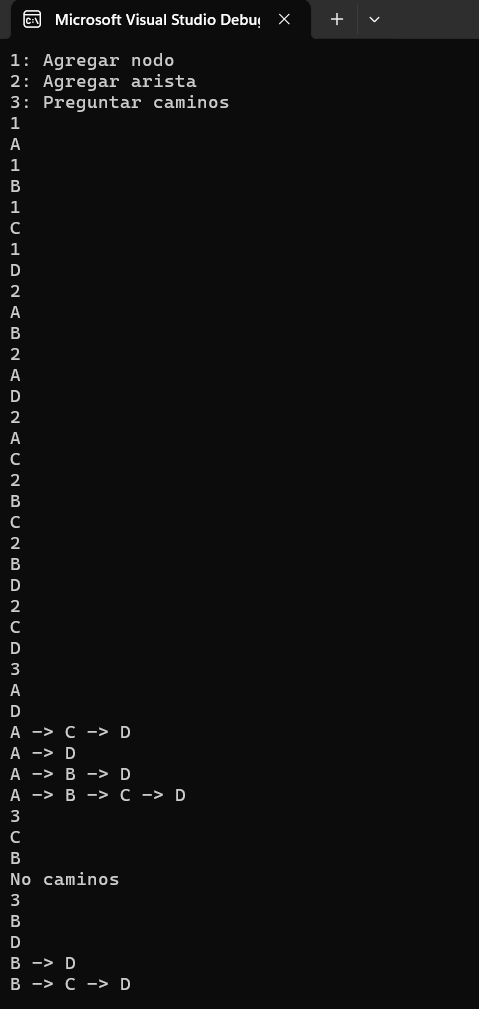 Microsoft Visual Studio Debu
1: Agregar nodo
2: Agregar arista
3: Preguntar caminos
1
A
1
B
1
C
1
D
2
A
B
2
A
D
2
A
C
2
B
C
2
B
D
2
C
D
3
A
D
A -> C -> D
A -> D
A -> B -> D
A -> B -> C -> D
3
C
B
No caminos
3
B
D
B -> D
B -> C -> D